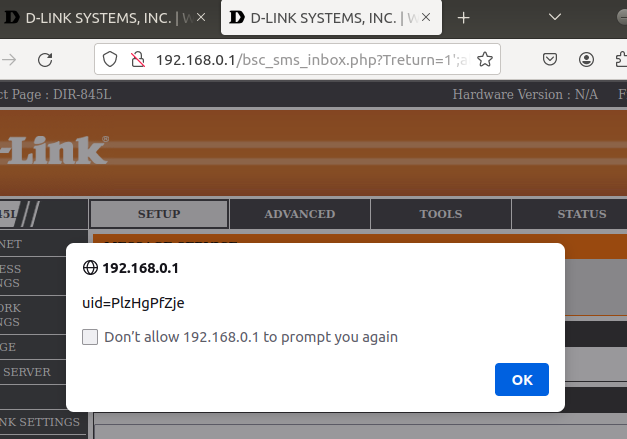 D-LINK SYSTEMS, INC. | W
D-LINK SYSTEMS, INC. | W
192.168.0.1/bsc_sms_inbox.php?Treturn=1';a
ct Page : DIR-845L
Hardware Version : N/A F
-Link®
45L
SETUP
ADVANCED
TOOLS
STATUS
NET
192.168.0.1
uid=PlzHgPfZje
Don't allow 192.168.0.1 to prompt you again
OK
ESS
NGS
ORK
NGS
GE
SERVER
NK SETTINGS